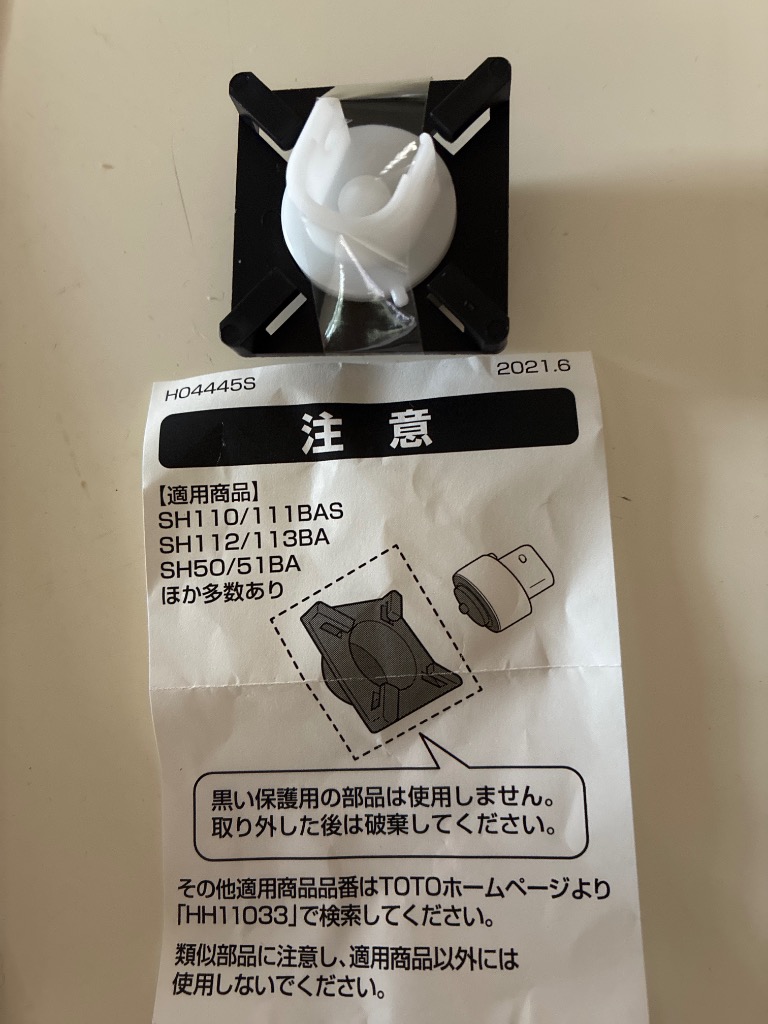 H04445S
2021.6
注 意
【適用商品】
SH110/111BAS
SH112/113BA
SH50/51BA
ほか多数あり
黒い保護用の部品は使用しません。
取り外した後は破棄してください。
その他適用商品品番はTOTOホームページより
「HH11033」で検索してください。
類似部品に注意し、適用商品以外には
使用しないでください。